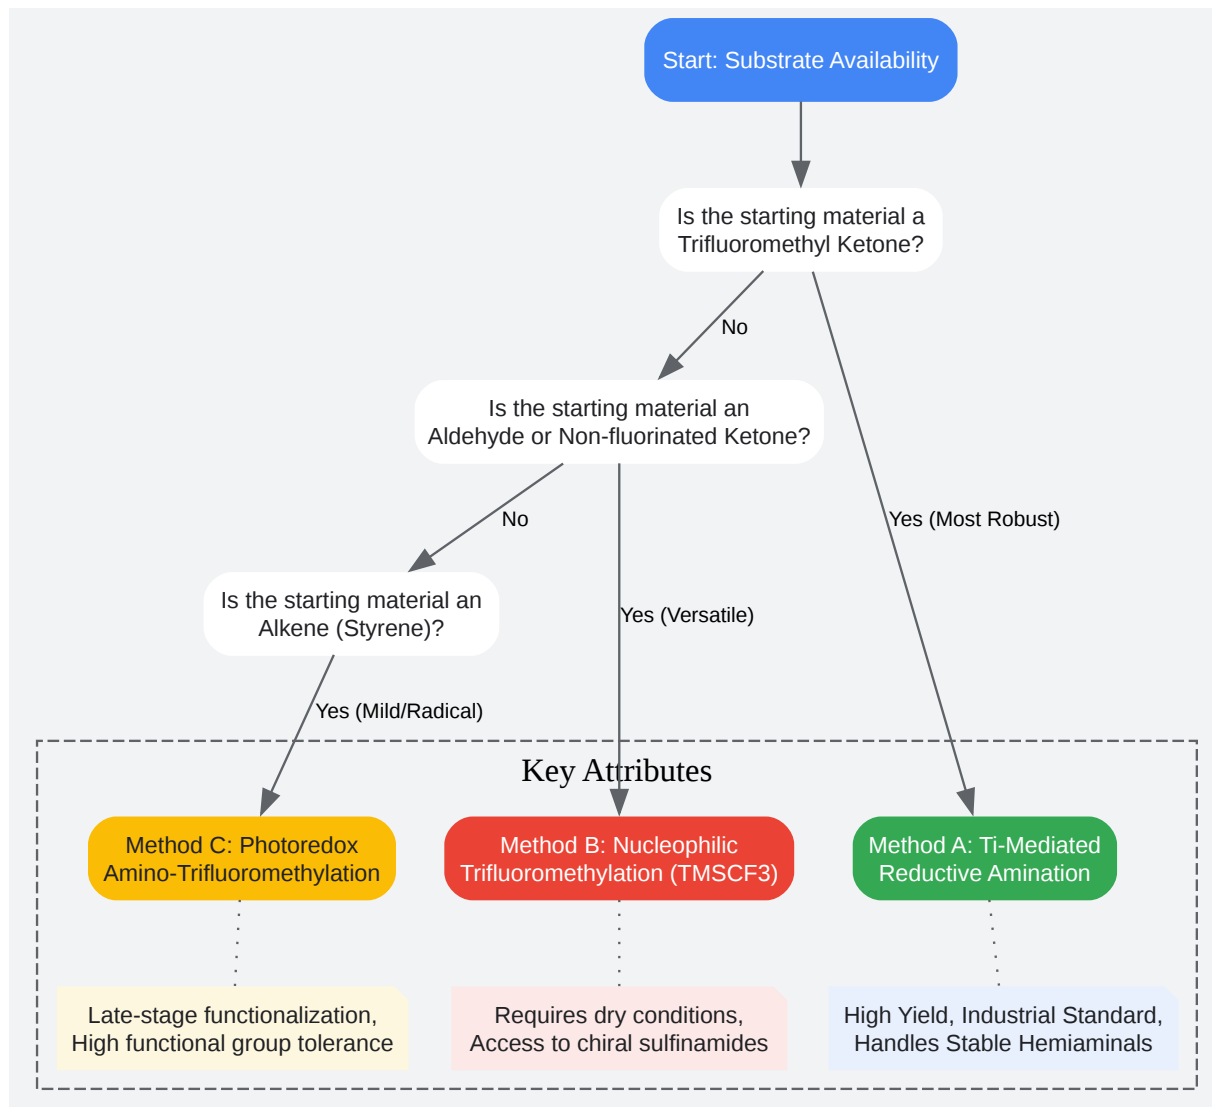 Start: Substrate Availability
Is the starting material a
Trifluoromethyl Ketone?
No
Is the starting material an
Aldehyde or Non-fluorinated Ketone?
No
Yes (Most Robust)
Is the starting material an
Alkene (Styrene)?
Yes (Versatile)
Yes (Mild/Radical)
Key Attributes
Method C: Photoredox
Amino-Trifluoromethylation
Method B: Nucleophilic
Trifluoromethylation (TMSCF3)
Method A: Ti-Mediated
Reductive Amination
Late-stage functionalization,
High functional group tolerance
Requires dry conditions,
Access to chiral sulfinamides
High Yield, Industrial Standard,
Handles Stable Hemiaminals